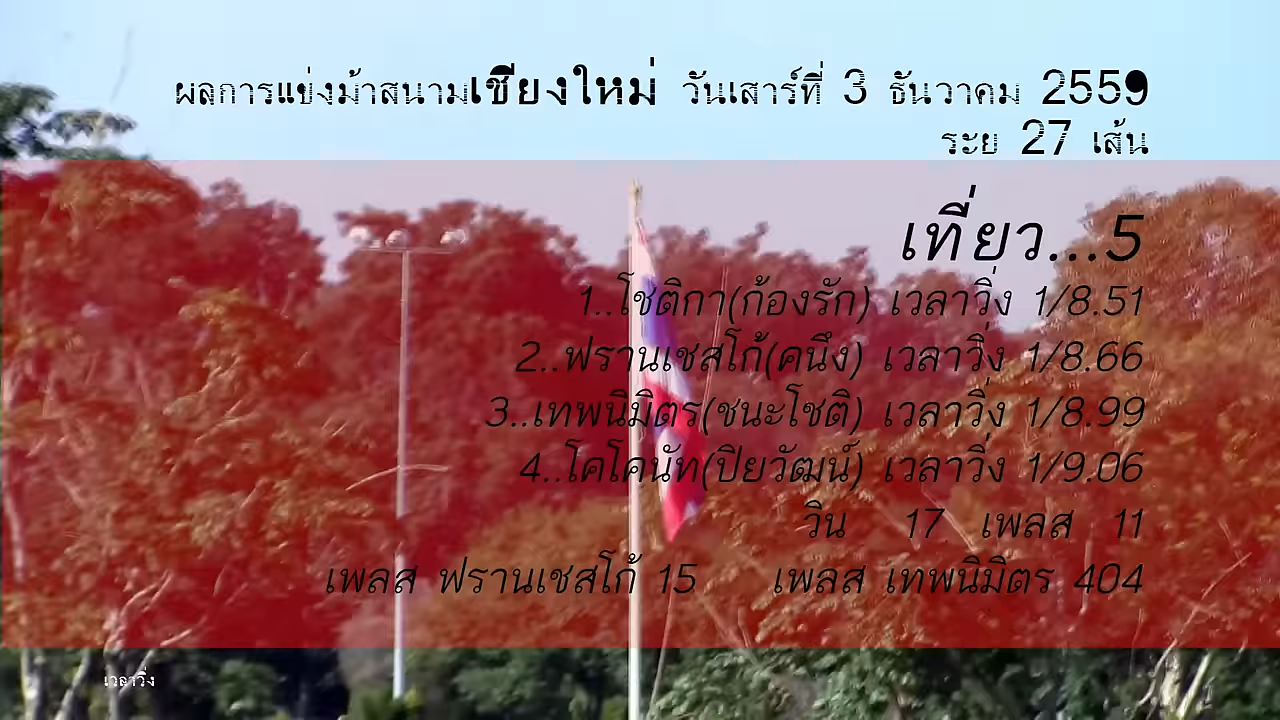 ผลการแข่งม้าสนามเชียงใหม่ วันเสาร์ที่ 3 ธันวาคม 2559
ระย 27 เส้น
เที่ยว...5
1..โชติกา(ก้องรัก) เวลาวิ่ง 1/8.51
2..ฟรานเชสโก้(คนึง) เวลาวิ่ง 1/8.66
3..เทพนิมิตร(ชนะโชติ) เวลาวิ่ง 1/8.99
4..โคโคนัท(ปิยวัฒน์) เวลาวิ่ง 1/9.06
วิน 17 เพลส 11
เพลส ฟรานเชสโก้ 15 เพลส เทพนิมิตร 404
เวลาวิ่ง